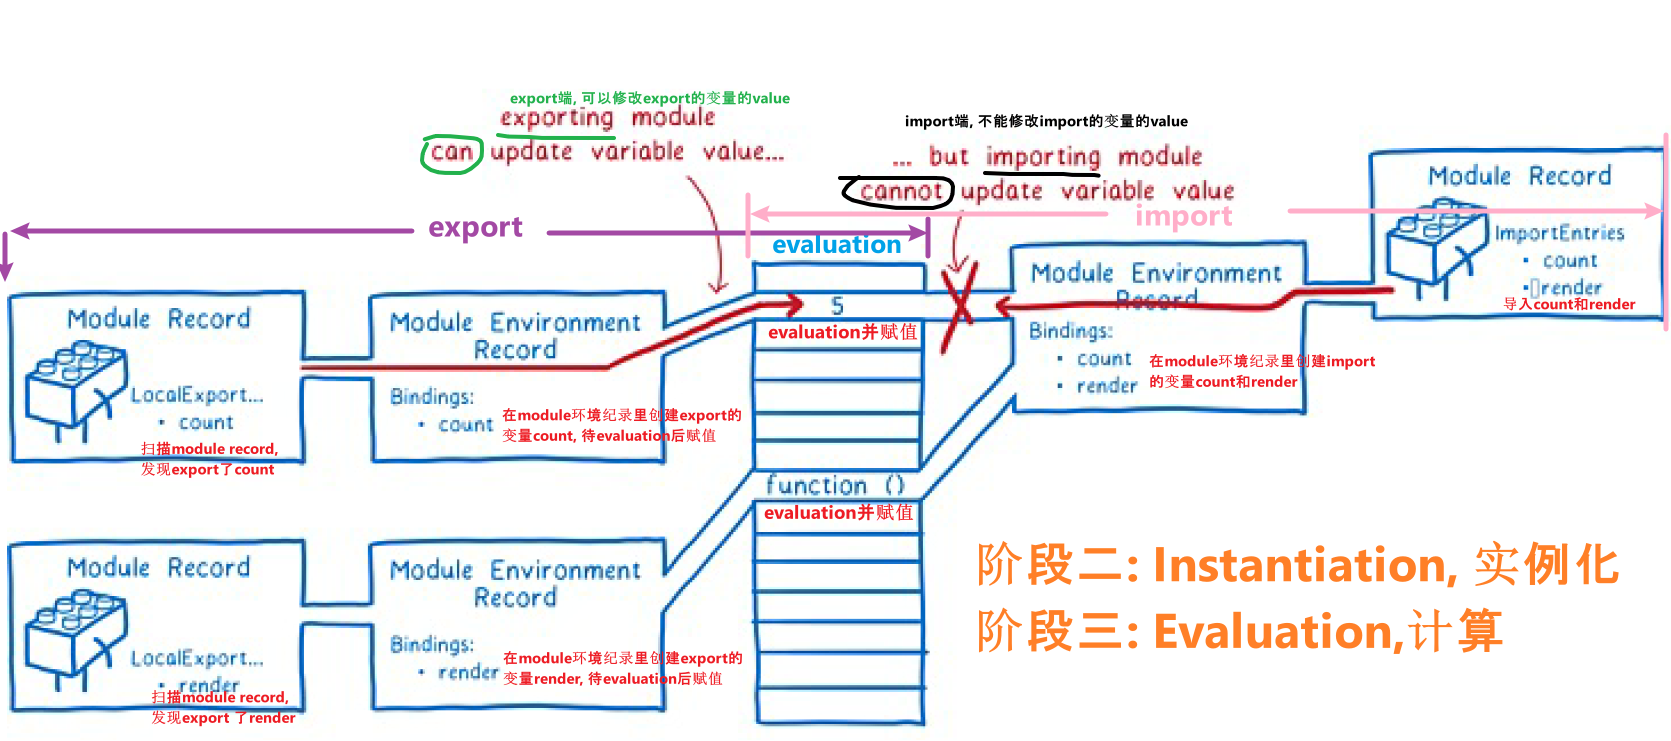 export端, 可以修改export的变量的value
exporting module
can update variable value...
import端, 不能修改import的变量的value
... but importing module
cannot update variable value
export
import
evaluation
Module Record
LocalExport...
• count
扫描module record,
发现export了count
Module Environment
Record
Bindings:
• count
在module环境纪录里创建export的
变量count, 待evaluation后赋值
5
evaluation并赋值
function ()
evaluation并赋值
Module Environment
Record
Bindings:
• count
• render
在module环境纪录里创建import
的变量count和render
Module Record
ImportEntries
• count
• render
导入count和render
Module Record
LocalExport...
• render
扫描module record,
发现export 了render
Module Environment
Record
Bindings:
• render
在module环境纪录里创建export的
变量render, 待evaluation后赋值
阶段二: Instantiation, 实例化
阶段三: Evaluation,计算